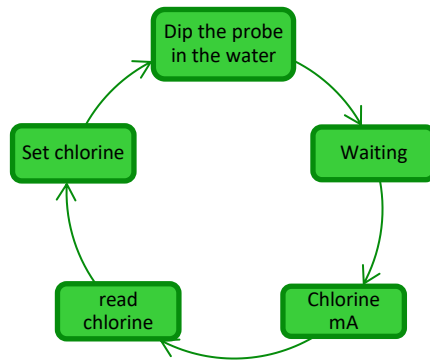 Dip the probe
in the water
Waiting
Chlorine
mA
read
chlorine
Set chlorine